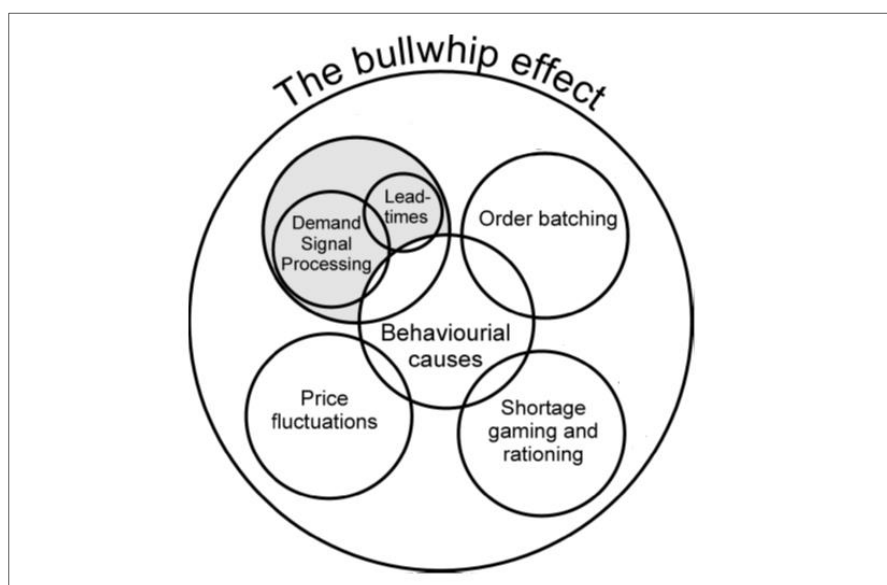 The bullwhip effect
Lead-
times
Demand
Signal
Processing
Order batching
Behaviourial
causes
Price
fluctuations
Shortage
gaming and
rationing